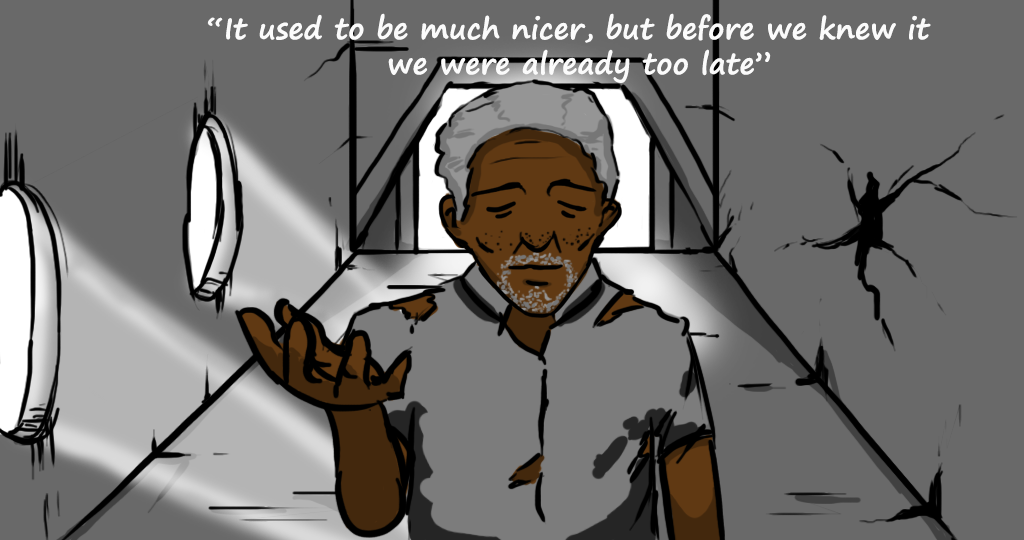 “It used to be much nicer, but before we knew it
we were already too late”